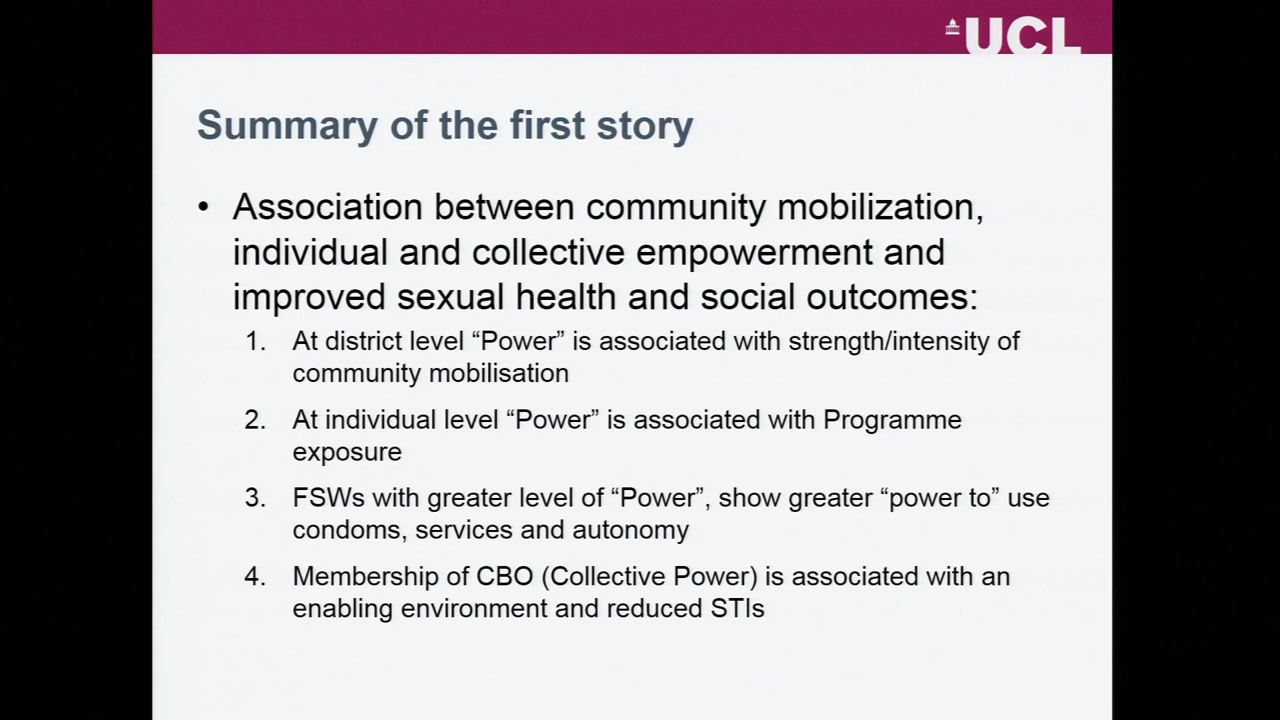 UCL
Summary of the first story
• Association between community mobilization,
individual and collective empowerment and
improved sexual health and social outcomes:
1. At district level “Power” is associated with strength/intensity of
community mobilisation
2. At individual level “Power” is associated with Programme
exposure
3. FSWs with greater level of “Power”, show greater “power to” use
condoms, services and autonomy
4. Membership of CBO (Collective Power) is associated with an
enabling environment and reduced STIs